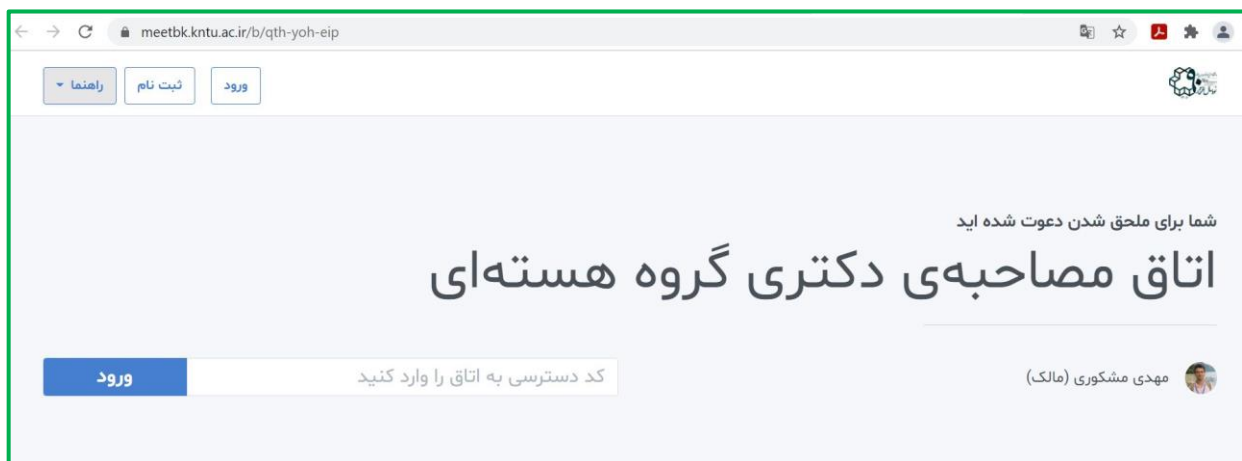 meetbk.kntu.ac.ir/b/qth-yoh-eip
ورود
ثبت نام
راهنما
شما برای ملحق شدن دعوت شده اید
اتاق مصاحبه‌ی دکتری گروه هسته‌ای
مهدی مشکوری (مالک)
کد دسترسی به اتاق را وارد کنید
ورود